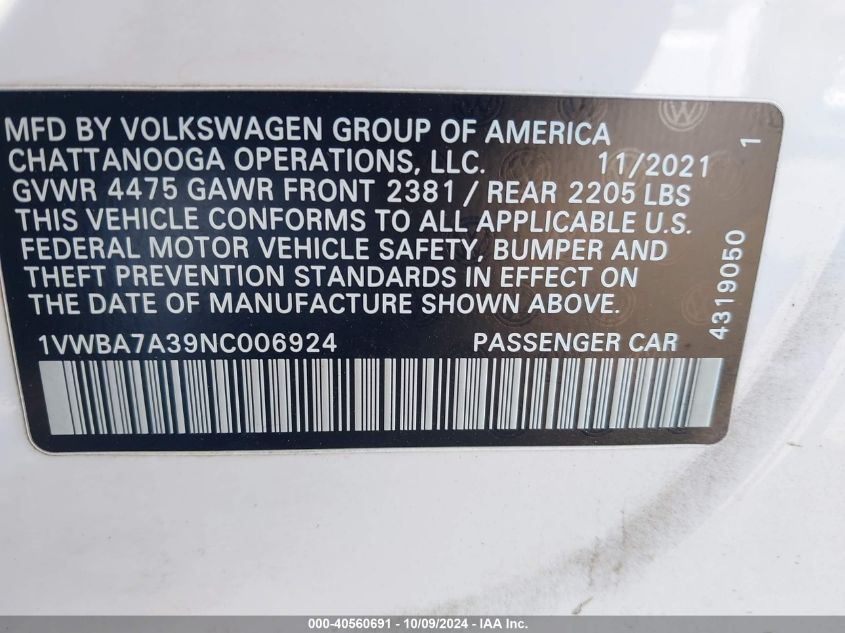 MFD BY VOLKSWAGEN GROUP OF AMERICA
CHATTANOOGA OPERATIONS, LLC. 11/2021
GVWR 4475 GAWR FRONT 2381 / REAR 2205 LBS
THIS VEHICLE CONFORMS TO ALL APPLICABLE U.S.
FEDERAL MOTOR VEHICLE SAFETY, BUMPER AND
THEFT PREVENTION STANDARDS IN EFFECT ON
THE DATE OF MANUFACTURE SHOWN ABOVE.
1VWBA7A39NC006924 PASSENGER CAR
4319050 1
000-40560691 - 10/09/2024 - IAA Inc.